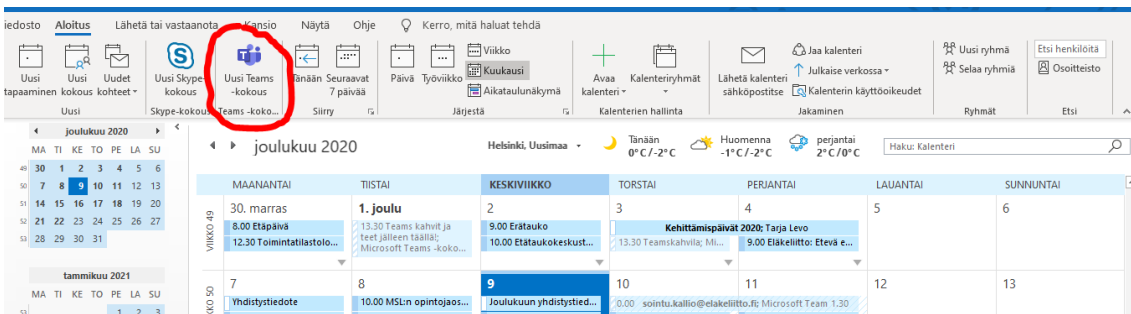 iedosto Aloitus Lähetä tai vastaanota Kansio Näytä Ohje Kerro, mitä haluat tehdä
Uusi tapaaminen
Uusi kokous
Uudet kohteet
Uusi
Uusi Skype-kokous
Skype-kokous
Uusi Teams -kokous
Teams -koko...
Tänään
Seuraavat 7 päivää
Siirry
Päivä
Työviikko
Viikko
Kuukausi
Aikataulunäkymä
Järjestä
Avaa kalenteri
Kalenteriryhmät
Kalenterien hallinta
Lähetä kalenteri sähköpostitse
Jaa kalenteri
Julkaise verkossa
Kalenterin käyttöoikeudet
Jakaminen
Uusi ryhmä
Selaa ryhmiä
Ryhmät
Etsi henkilöitä
Osoitteisto
Etsi
joulukuu 2020
MA TI KE TO PE LA SU
49 30 1 2 3 4 5 6
50 7 8 9 10 11 12 13
51 14 15 16 17 18 19 20
52 21 22 23 24 25 26 27
53 28 29 30 31
tammikuu 2021
MA TI KE TO PE LA SU
53 1 2 3
joulukuu 2020
Helsinki, Uusimaa
Tänään
0°C/-2°C
Huomenna
-1°C/-2°C
perjantai
2°C/0°C
Haku: Kalenteri
MAANANTAI TIISTAI KESKIVIIKKO TORSTAI PERJANTAI LAUANTAI SUNNUNTAI
VIIKKO 49
30. marras
8.00 Etäpäivä
12.30 Toimintatilastolo...
1. joulu
13.30 Teams kahvit ja
teet jälleen täällä!;
Microsoft Teams -koko...
2
9.00 Erätauko
10.00 Etätaukokeskust...
3
Kehittämispäivät 2020; Tarja Levo
13.30 Teamskahvila; Mi...
4
9.00 Eläkeliitto: Etevä e...
5
6
KKO 50
7
Yhdistystiedote
8
10.00 MSL:n opintojaos...
9
Joulukuun yhdistystied...
10
0.00 sointu.kallio@elakeliitto.fi; Microsoft Team 1.30
11
12
13